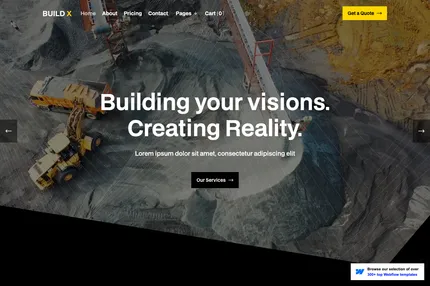 BUILD X
Home About Pricing Contact Pages Cart (0)
Get a Quote →
←
→
Building your visions.
Creating Reality.
Lorem ipsum dolor sit amet, consectetur adipiscing elit
Our Services →
Browse our selection of over
300+ top Webflow templates